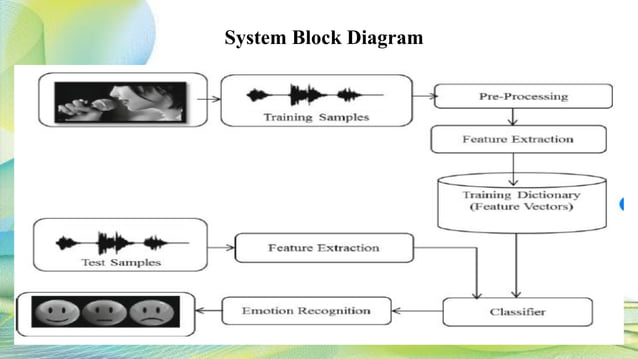 System Block Diagram
Training Samples
Pre-Processing
Feature Extraction
Training Dictionary
(Feature Vectors)
Test Samples
Feature Extraction
Emotion Recognition
Classifier